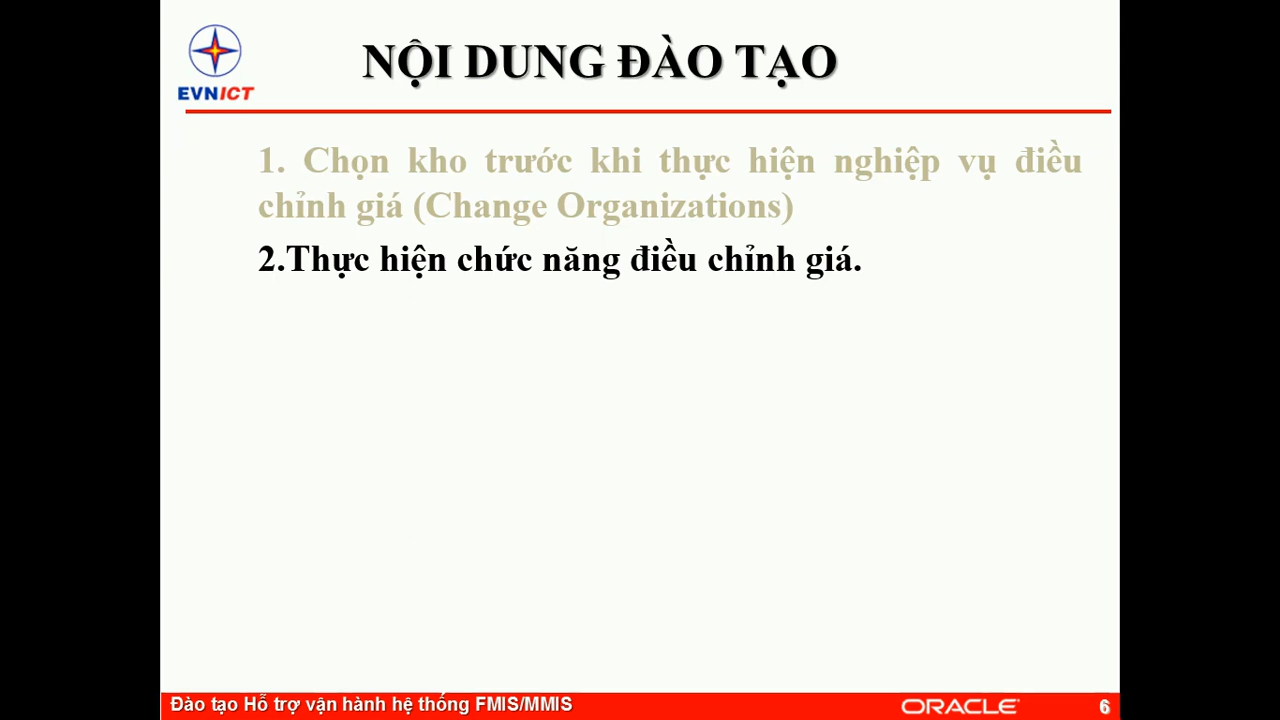 EVNICT
NỘI DUNG ĐÀO TẠO
1. Chọn kho trước khi thực hiện nghiệp vụ điều
chỉnh giá (Change Organizations)
2.Thực hiện chức năng điều chỉnh giá.
Đào tạo Hỗ trợ vận hành hệ thống FMIS/MMIS
ORACLE
6